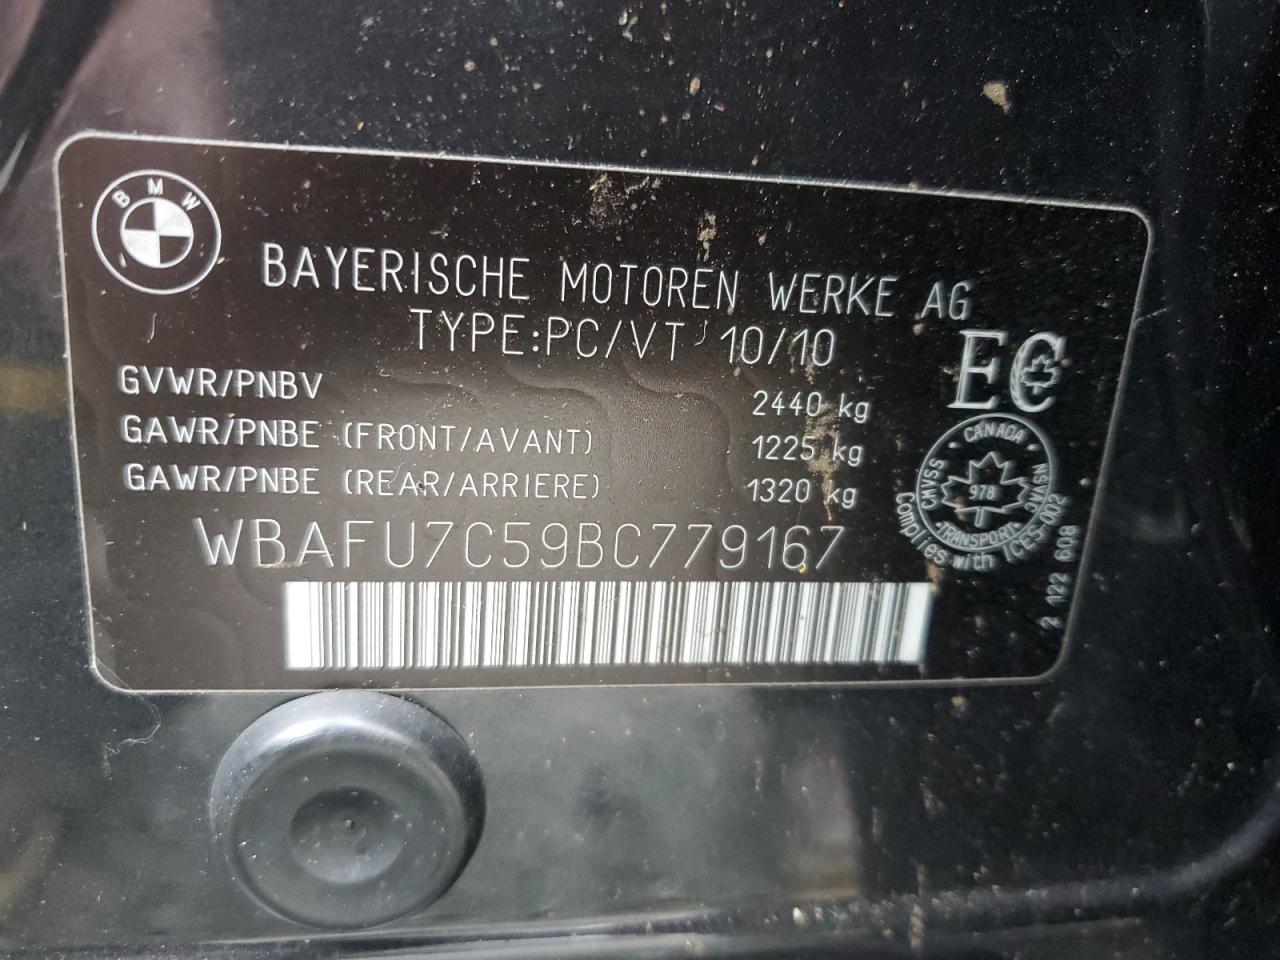 BMW
BAYERISCHE MOTOREN WERKE AG
TYPE:PC/VT 10/10
GVWR/PNBV 2440 kg
GAWR/PNBE (FRONT/AVANT) 1225 kg
GAWR/PNBE (REAR/ARRIERE) 1320 kg
WBAFU7C59BC779167
EC
CANADA
CMVSS NSVAC
978
TRANSPORT
Complies with ICES-002
2 122 608